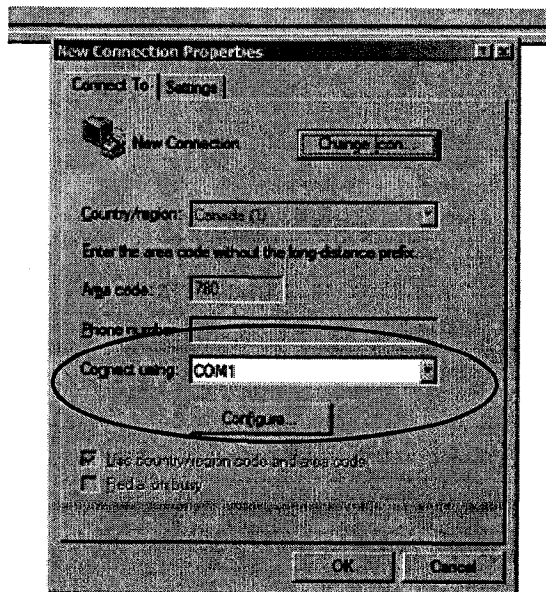 New Connection Properties
Connect To Settings
New Connection Change Icon...
Country/region: Canada (1)
Enter the area code without the long-distance prefix.
Area code: 780
Phone number:
Connect using: COM1
Configure...
Use country/region code and area code
Redial on busy
OK Cancel